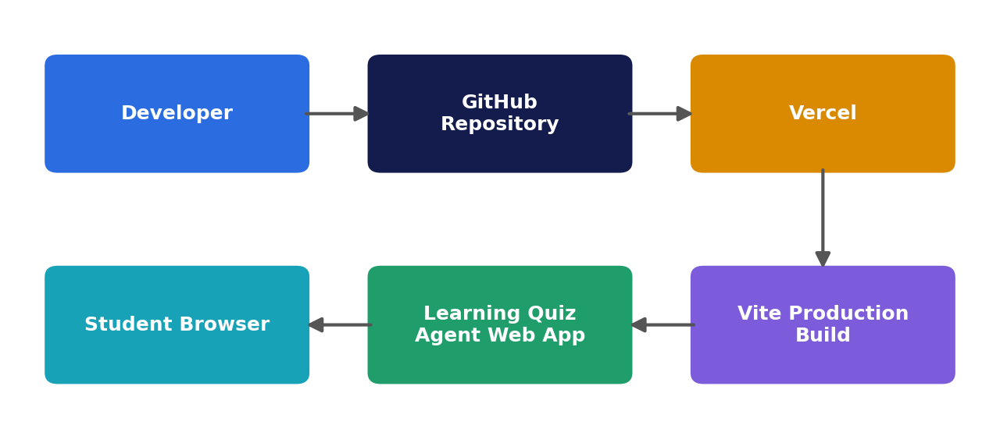 Developer
GitHub
Repository
Vercel
Student Browser
Learning Quiz
Agent Web App
Vite Production
Build